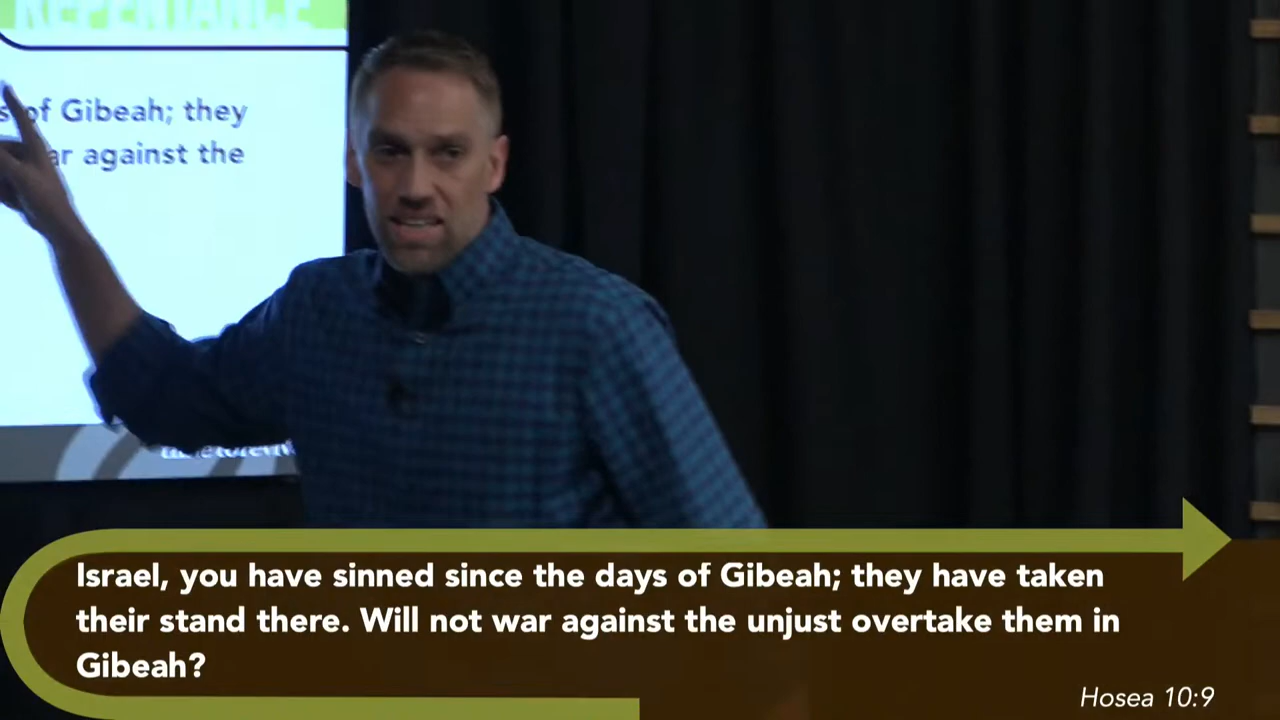 REPENTANCE
of Gibeah; they
against the
Israel, you have sinned since the days of Gibeah; they have taken
their stand there. Will not war against the unjust overtake them in
Gibeah?
Hosea 10:9